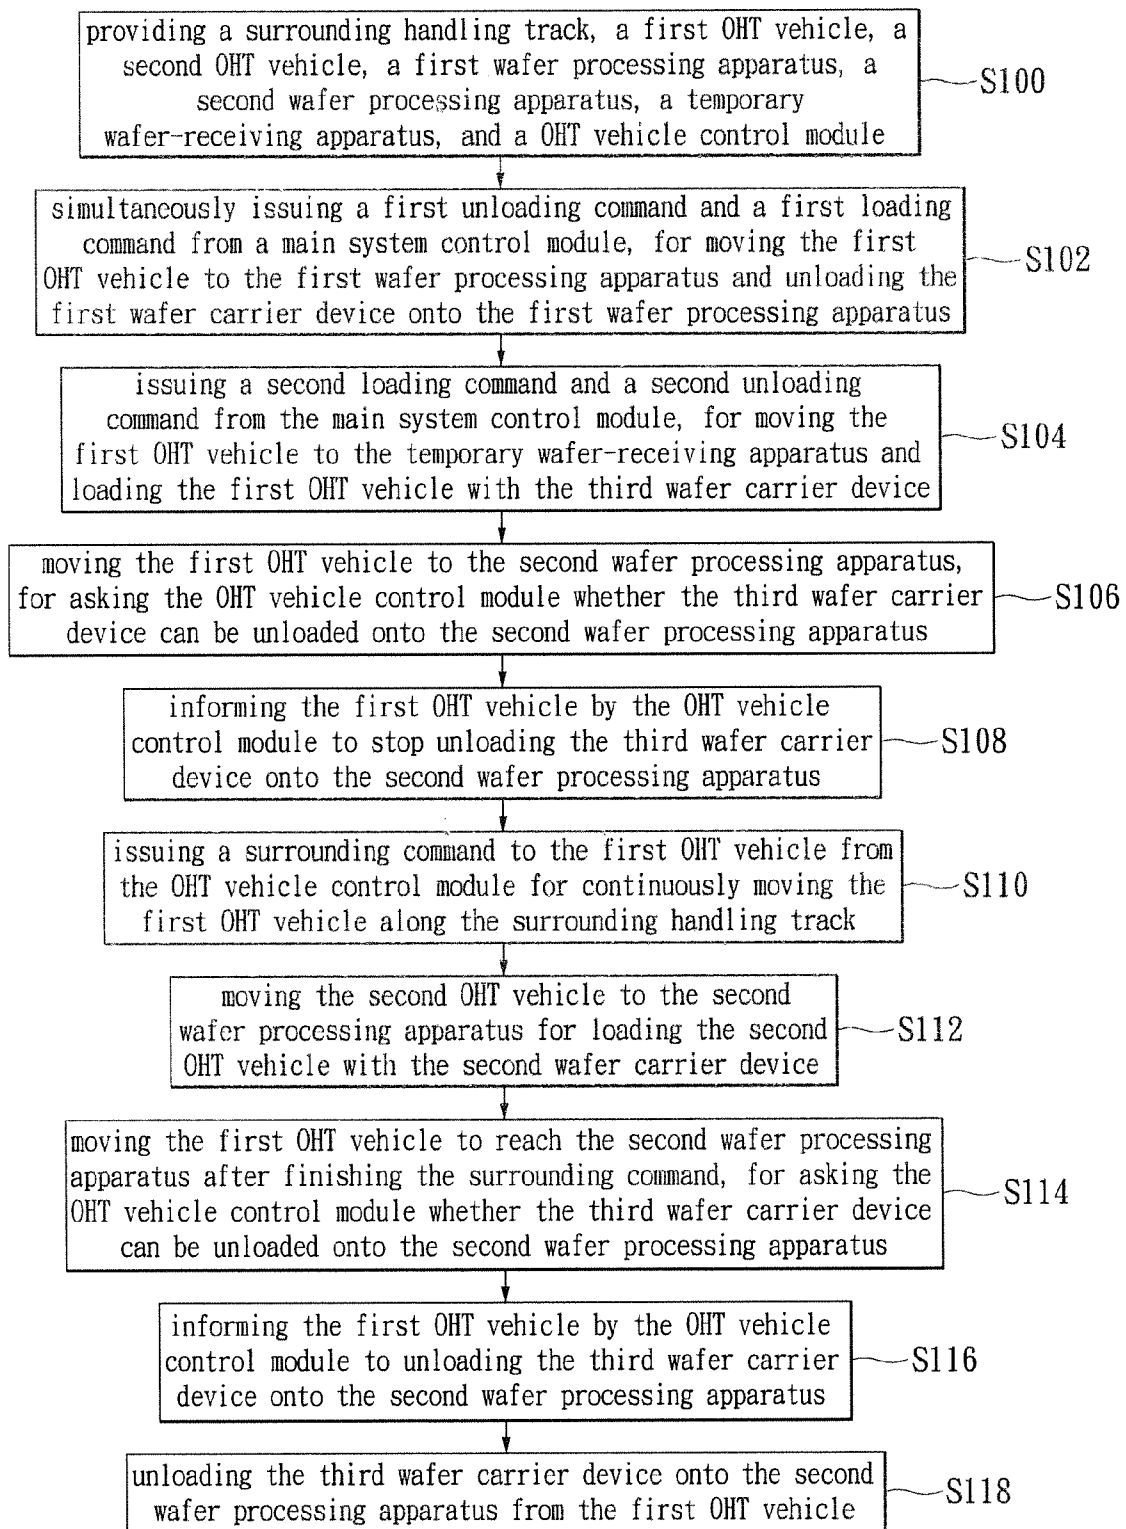 providing a surrounding handling track, a first OHT vehicle, a
second OHT vehicle, a first wafer processing apparatus, a
second wafer processing apparatus, a temporary
wafer-receiving apparatus, and a OHT vehicle control module
S100
simultaneously issuing a first unloading command and a first loading
command from a main system control module, for moving the first
OHT vehicle to the first wafer processing apparatus and unloading the
first wafer carrier device onto the first wafer processing apparatus
S102
issuing a second loading command and a second unloading
command from the main system control module, for moving the
first OHT vehicle to the temporary wafer-receiving apparatus and
loading the first OHT vehicle with the third wafer carrier device
S104
moving the first OHT vehicle to the second wafer processing apparatus,
for asking the OHT vehicle control module whether the third wafer carrier
device can be unloaded onto the second wafer processing apparatus
S106
informing the first OHT vehicle by the OHT vehicle
control module to stop unloading the third wafer carrier
device onto the second wafer processing apparatus
S108
issuing a surrounding command to the first OHT vehicle from
the OHT vehicle control module for continuously moving the
first OHT vehicle along the surrounding handling track
S110
moving the second OHT vehicle to the second
wafer processing apparatus for loading the second
OHT vehicle with the second wafer carrier device
S112
moving the first OHT vehicle to reach the second wafer processing
apparatus after finishing the surrounding command, for asking the
OHT vehicle control module whether the third wafer carrier device
can be unloaded onto the second wafer processing apparatus
S114
informing the first OHT vehicle by the OHT vehicle
control module to unloading the third wafer carrier
device onto the second wafer processing apparatus
S116
unloading the third wafer carrier device onto the second
wafer processing apparatus from the first OHT vehicle
S118